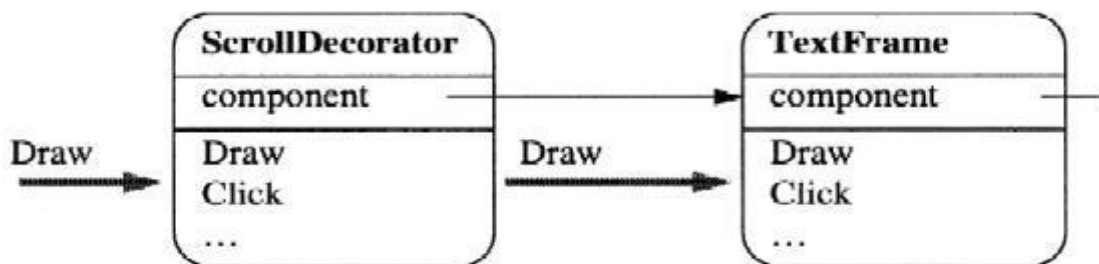 ScrollDecorator
component
Draw
Draw
Click
...
Draw
TextFrame
component
Draw
Click
...